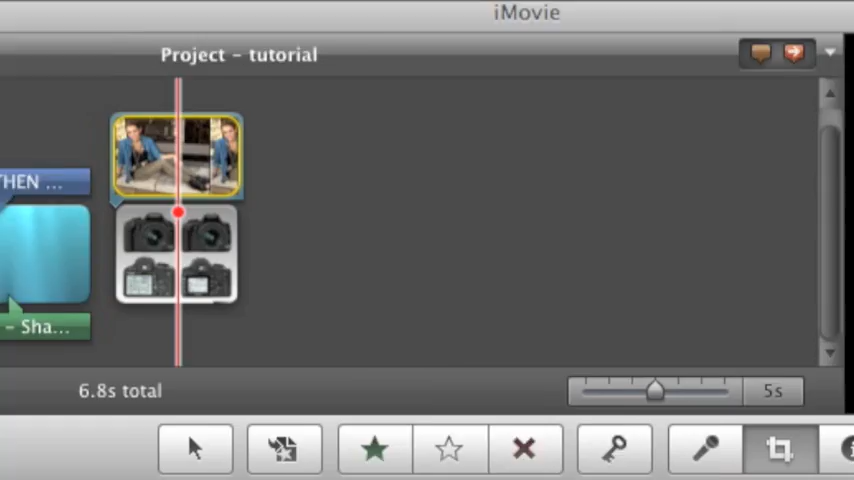 iMovie
Project - tutorial
THEN ...
- Sha...
6.8s total
5s